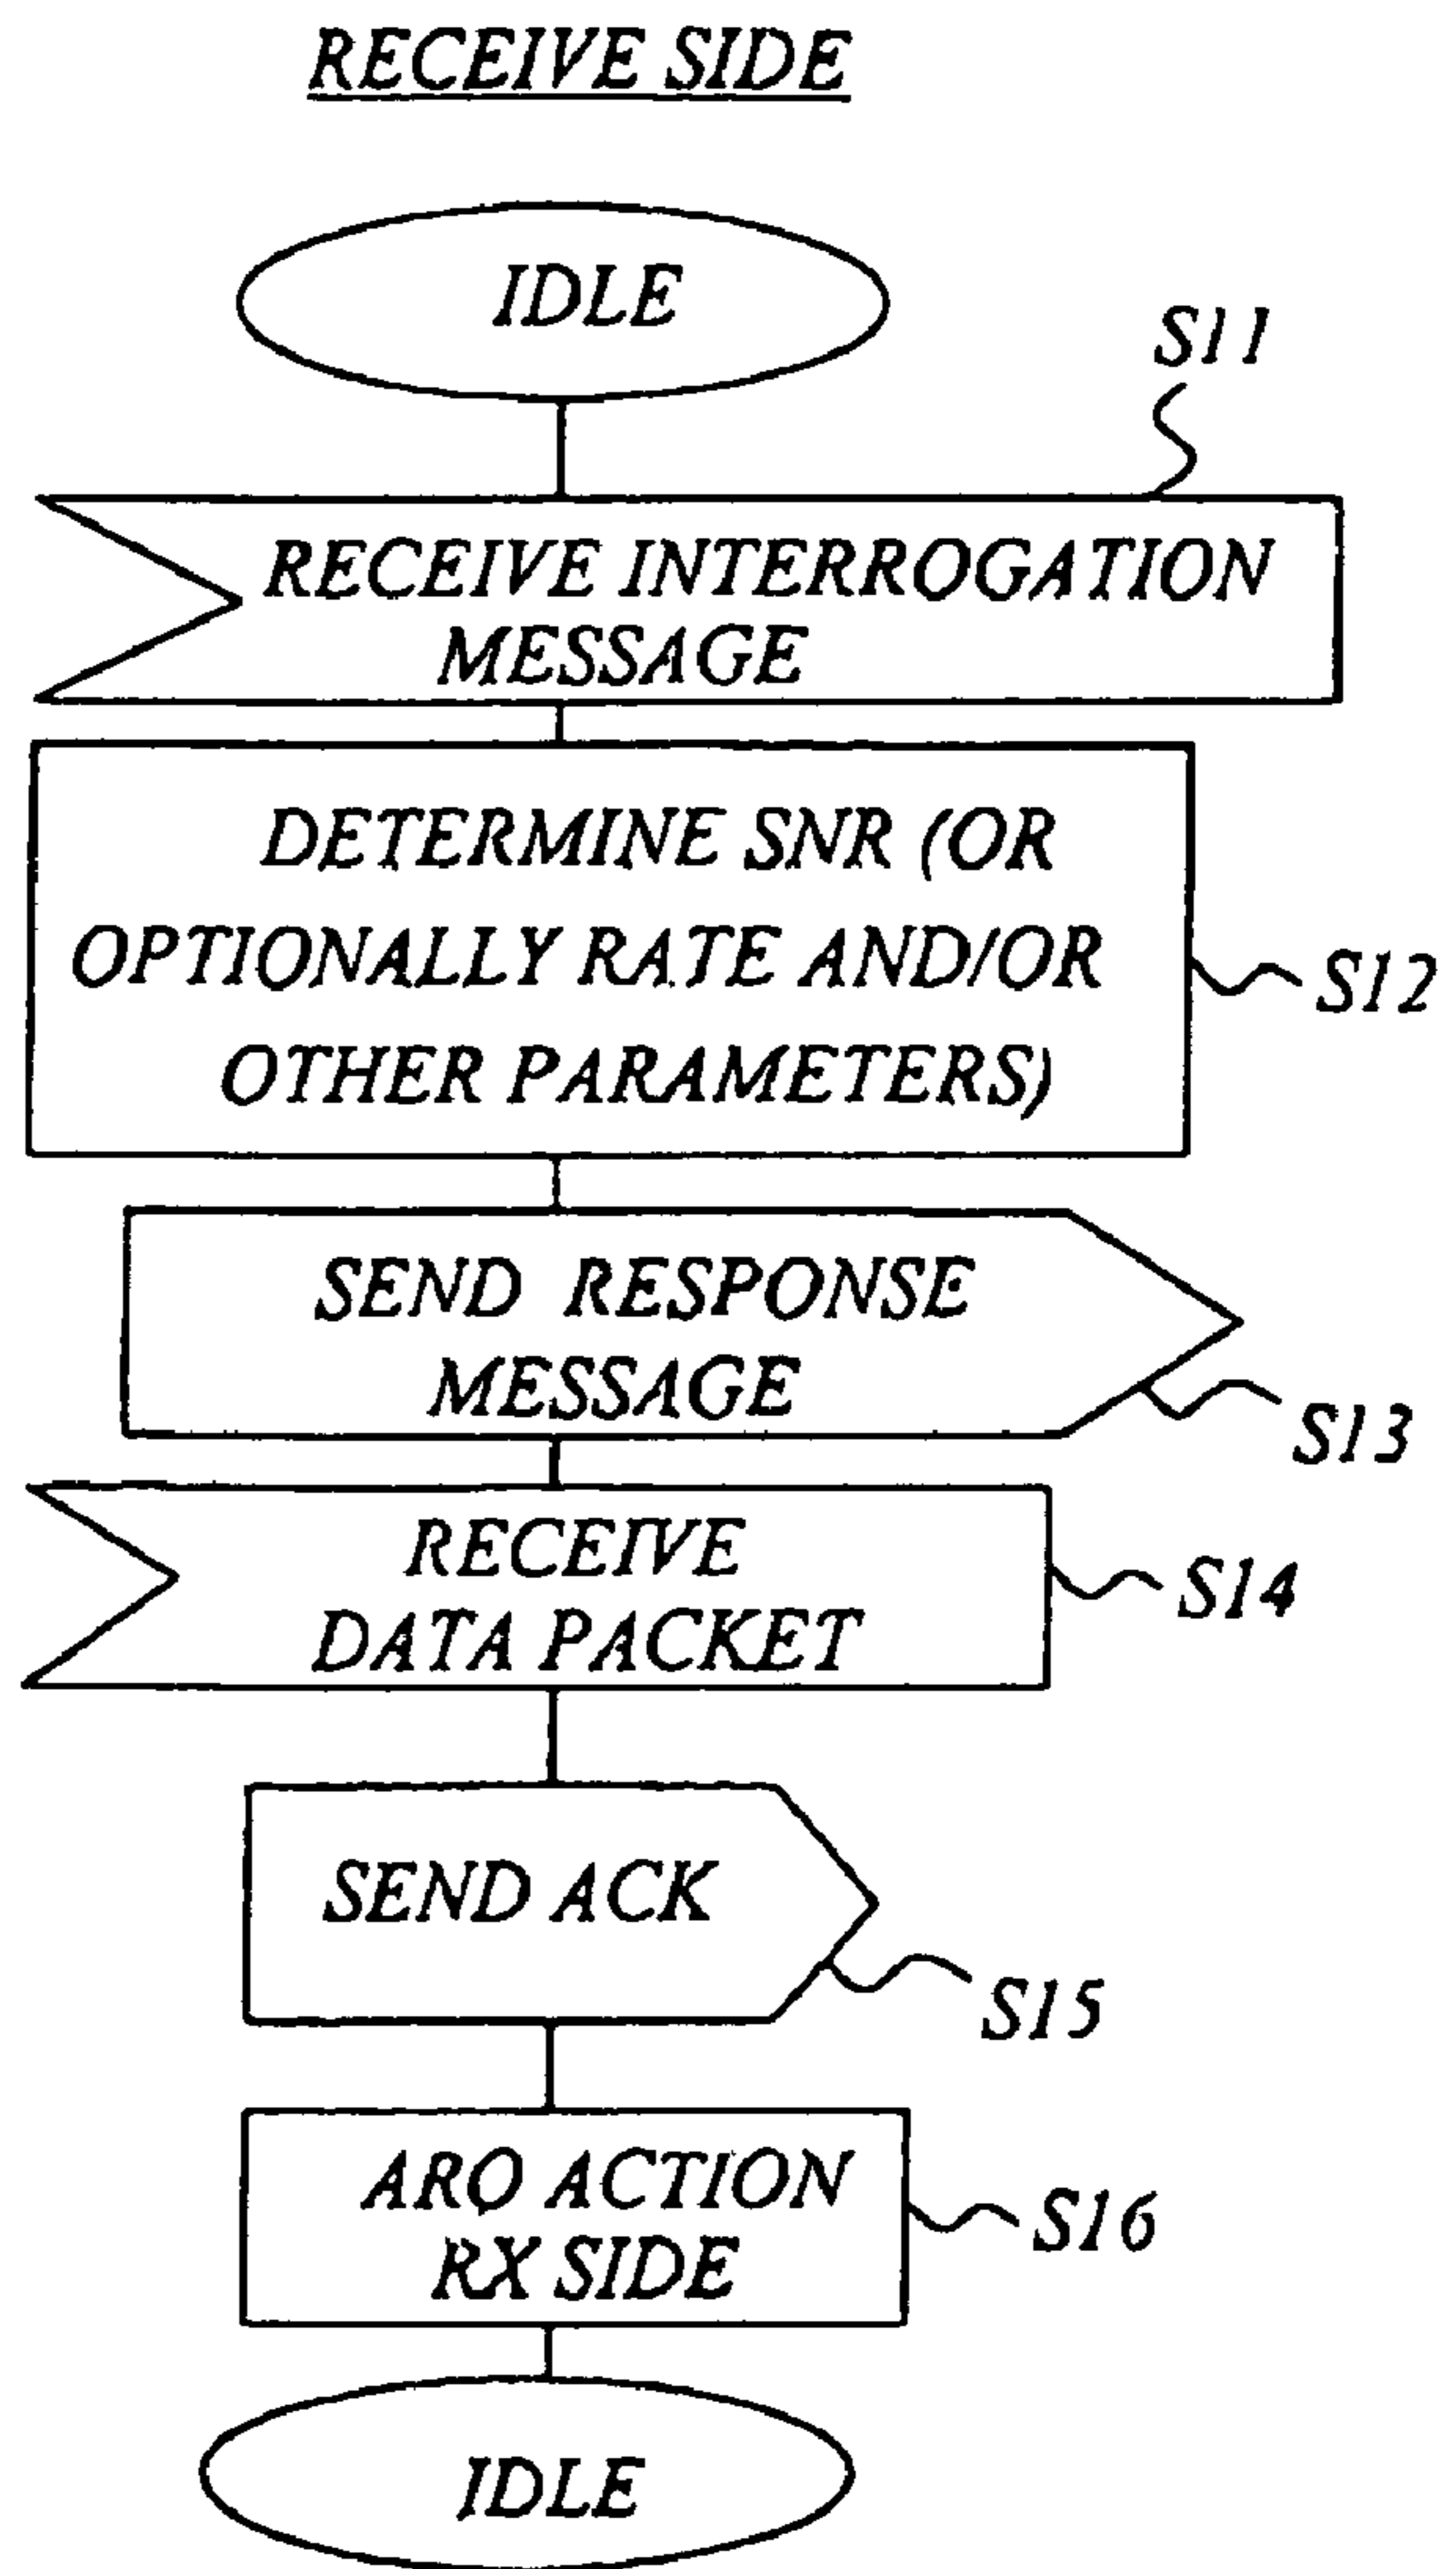 RECEIVE SIDE
IDLE
S11
RECEIVE INTERROGATION
MESSAGE
DETERMINE SNR (OR
OPTIONALLY RATE AND/OR
OTHER PARAMETERS)
S12
SEND RESPONSE
MESSAGE
S13
RECEIVE
DATA PACKET
S14
SEND ACK
S15
ARQ ACTION
RX SIDE
S16
IDLE